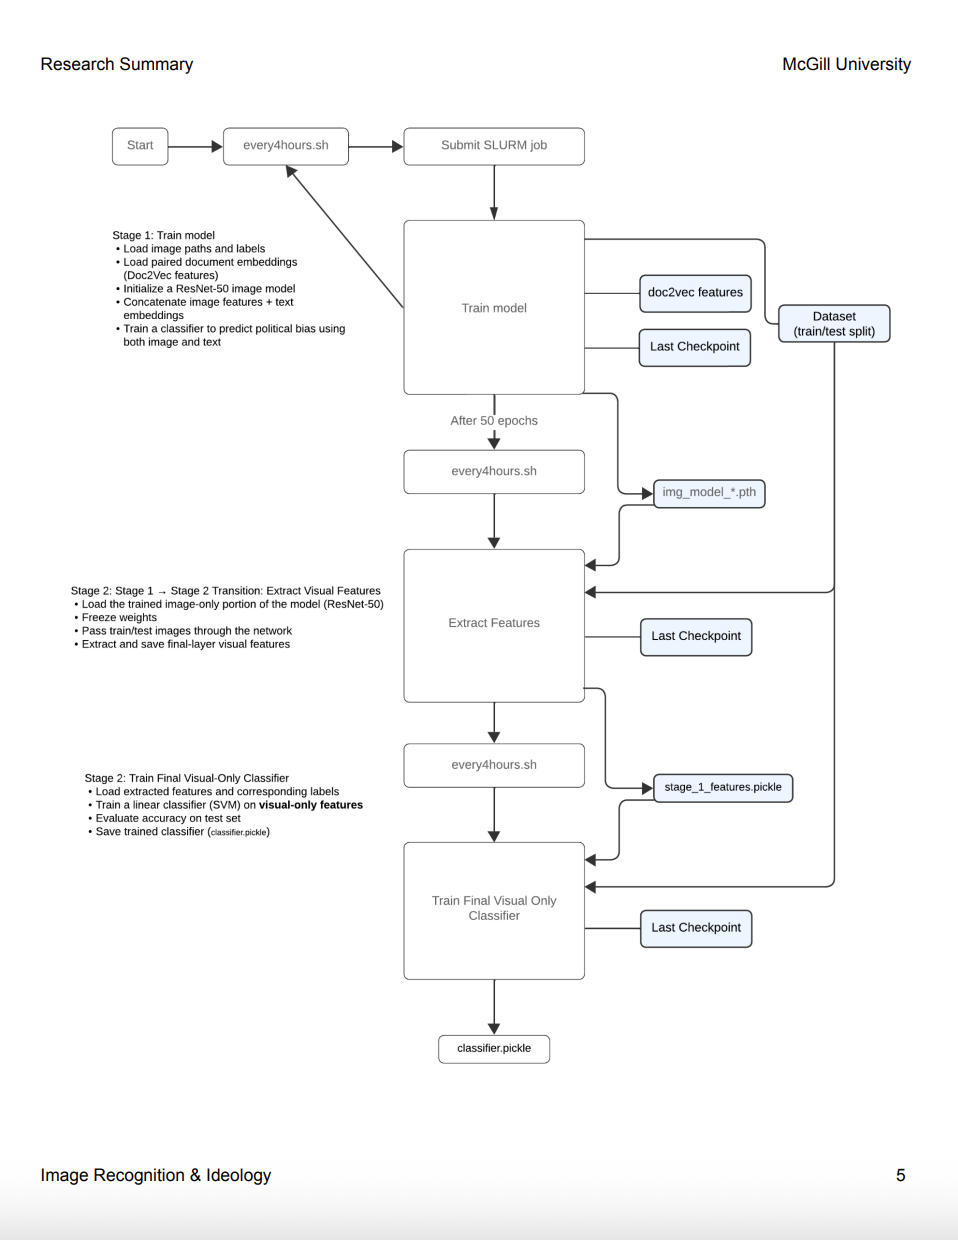 Research Summary
McGill University
Start
every4hours.sh
Submit SLURM job
Stage 1: Train model
• Load image paths and labels
• Load paired document embeddings
(Doc2Vec features)
• Initialize a ResNet-50 image model
• Concatenate image features + text
embeddings
• Train a classifier to predict political bias using
both image and text
Train model
doc2vec features
Last Checkpoint
Dataset
(train/test split)
After 50 epochs
every4hours.sh
img_model_*.pth
Stage 2: Stage 1 → Stage 2 Transition: Extract Visual Features
• Load the trained image-only portion of the model (ResNet-50)
• Freeze weights
• Pass train/test images through the network
• Extract and save final-layer visual features
Extract Features
Last Checkpoint
every4hours.sh
stage_1_features.pickle
Stage 2: Train Final Visual-Only Classifier
• Load extracted features and corresponding labels
• Train a linear classifier (SVM) on visual-only features
• Evaluate accuracy on test set
• Save trained classifier (classifier.pickle)
Train Final Visual Only
Classifier
Last Checkpoint
classifier.pickle
Image Recognition & Ideology
5